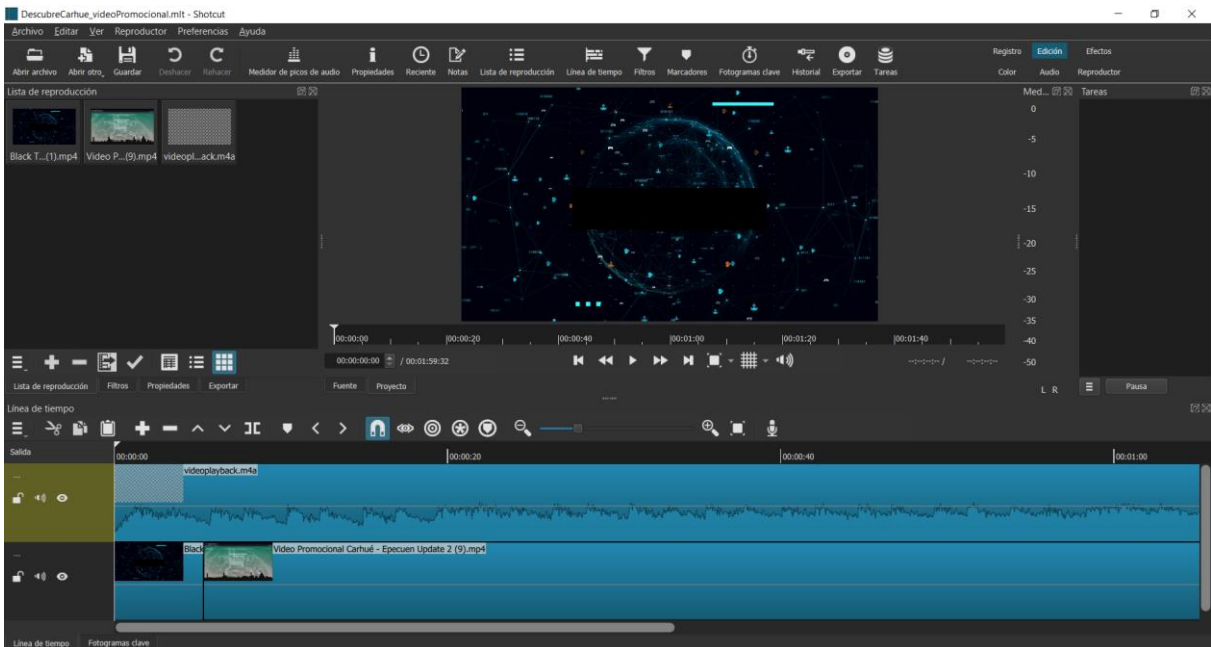 DescubreCarhue_videoPromocional.mlt - Shotcut
Archivo Editar Ver Reproductor Preferencias Ayuda
Abrir archivo Abrir otro Guardar Deshacer Rehacer Medidor de picos de audio Propiedades Reciente Notas Lista de reproducción Línea de tiempo Filtros Marcadores Fotogramas clave Historial Exportar Tareas
Registro Edición Efectos
Color Audio Reproductor
Lista de reproducción
Black T...(1).mp4 Video P...(9).mp4 videopl...ack.m4a
Med... Tareas
0
-5
-10
-15
-20
-25
-30
-35
-40
-50
L R
Pausa
00:00:00 00:00:20 00:00:40 00:01:00 00:01:20 00:01:40
00:00:00:00 / 00:01:59:32
--:--:--:-- / --:--:--:--
Lista de reproducción Filtros Propiedades Exportar
Fuente Proyecto
Línea de tiempo
Salida
00:00:00 00:00:20 00:00:40 00:01:00
videoplayback.m4a
Black Video Promocional Carhué - Epecuen Update 2 (9).mp4
Línea de tiempo Fotogramas clave